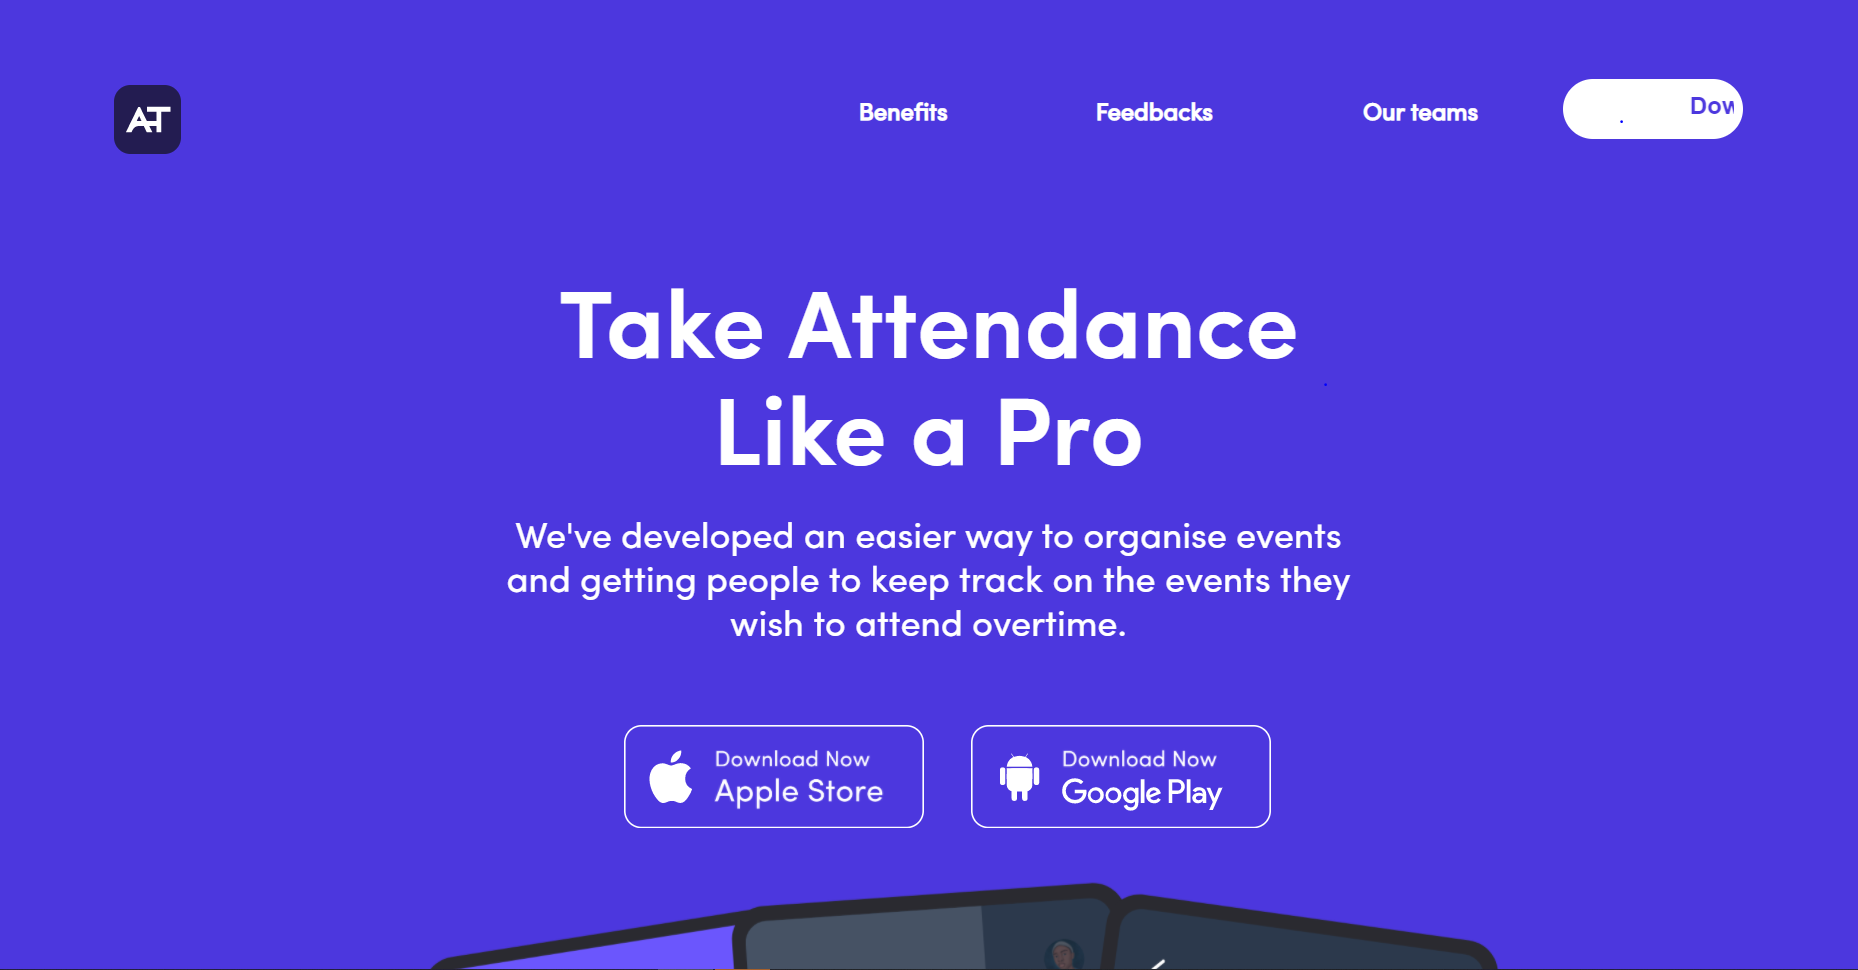 AT
Benefits Feedbacks Our teams Dow
Take Attendance
Like a Pro
We've developed an easier way to organise events
and getting people to keep track on the events they
wish to attend overtime.
Download Now
Apple Store
Download Now
Google Play